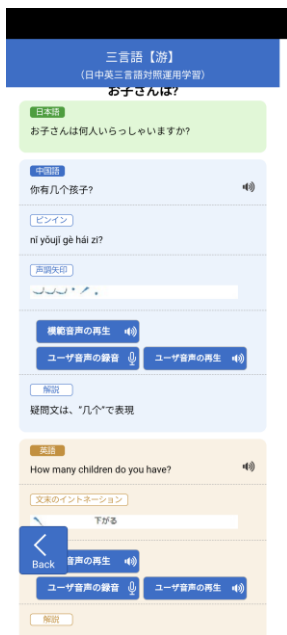 三言語【游】
（日中英三言語対照運用学習）
お子さんは?
日本語
お子さんは何人いらっしゃいますか?
中国語
你有几个孩子?
ピンイン
nǐ yǒujǐ gè hái zi?
声調矢印
模範音声の再生
ユーザ音声の録音 ユーザ音声の再生
解説
疑問文は、“几个”で表現
英語
How many children do you have?
文末のイントネーション
下がる
音声の再生
Back
ユーザ音声の録音 ユーザ音声の再生
解説